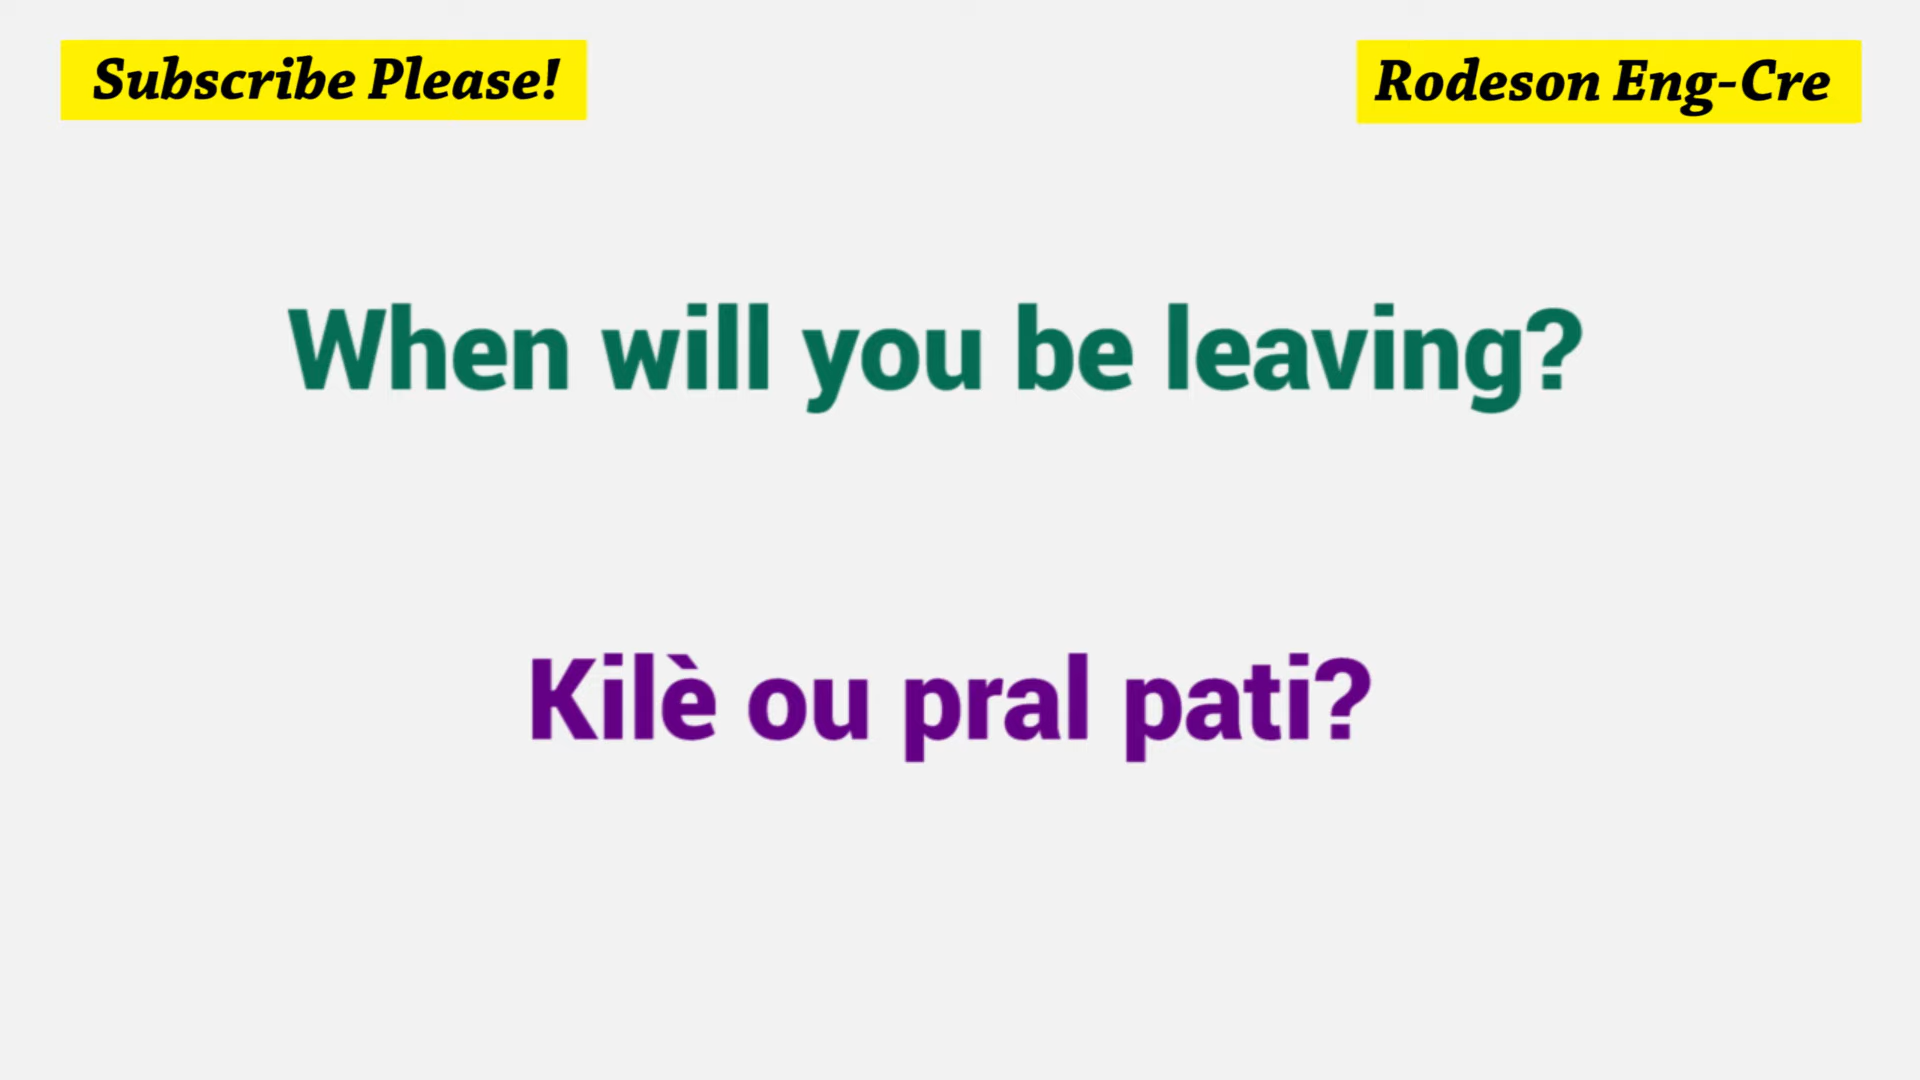 Subscribe Please!
Rodeson Eng-Cre
When will you be leaving?
Kilè ou pral pati?